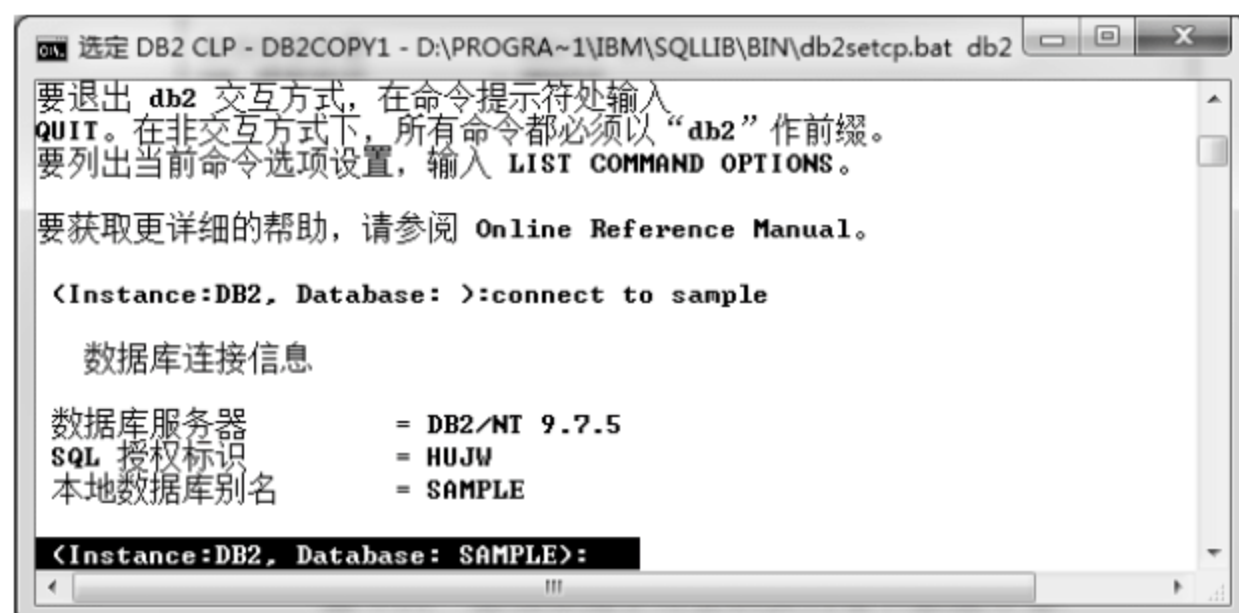 选定 DB2 CLP - DB2COPY1 - D:\PROGRA~1\IBM\SQLLIB\BIN\db2setcp.bat db2
要退出 db2 交互方式，在命令提示符处输入
QUIT。在非交互方式下，所有命令都必须以“db2”作前缀。
要列出当前命令选项设置，输入 LIST COMMAND OPTIONS。
要获取更详细的帮助，请参阅 Online Reference Manual。
(Instance:DB2, Database: ):connect to sample
数据库连接信息
数据库服务器 = DB2/NT 9.7.5
SQL 授权标识 = HUJW
本地数据库别名 = SAMPLE
(Instance:DB2, Database: SAMPLE):